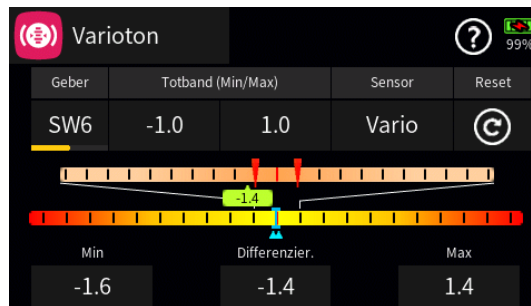 Varioton
?
99%
Geber Totband (Min/Max) Sensor Reset
SW6 -1.0 1.0 Vario
-1.4
Min Differenzier. Max
-1.6 -1.4 1.4